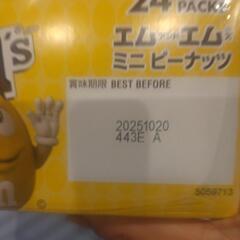 24 PACKS
's
エムアンドエムズ
ミニ ピーナッツ
賞味期限 BEST BEFORE
20251020
443E A
5059713
©